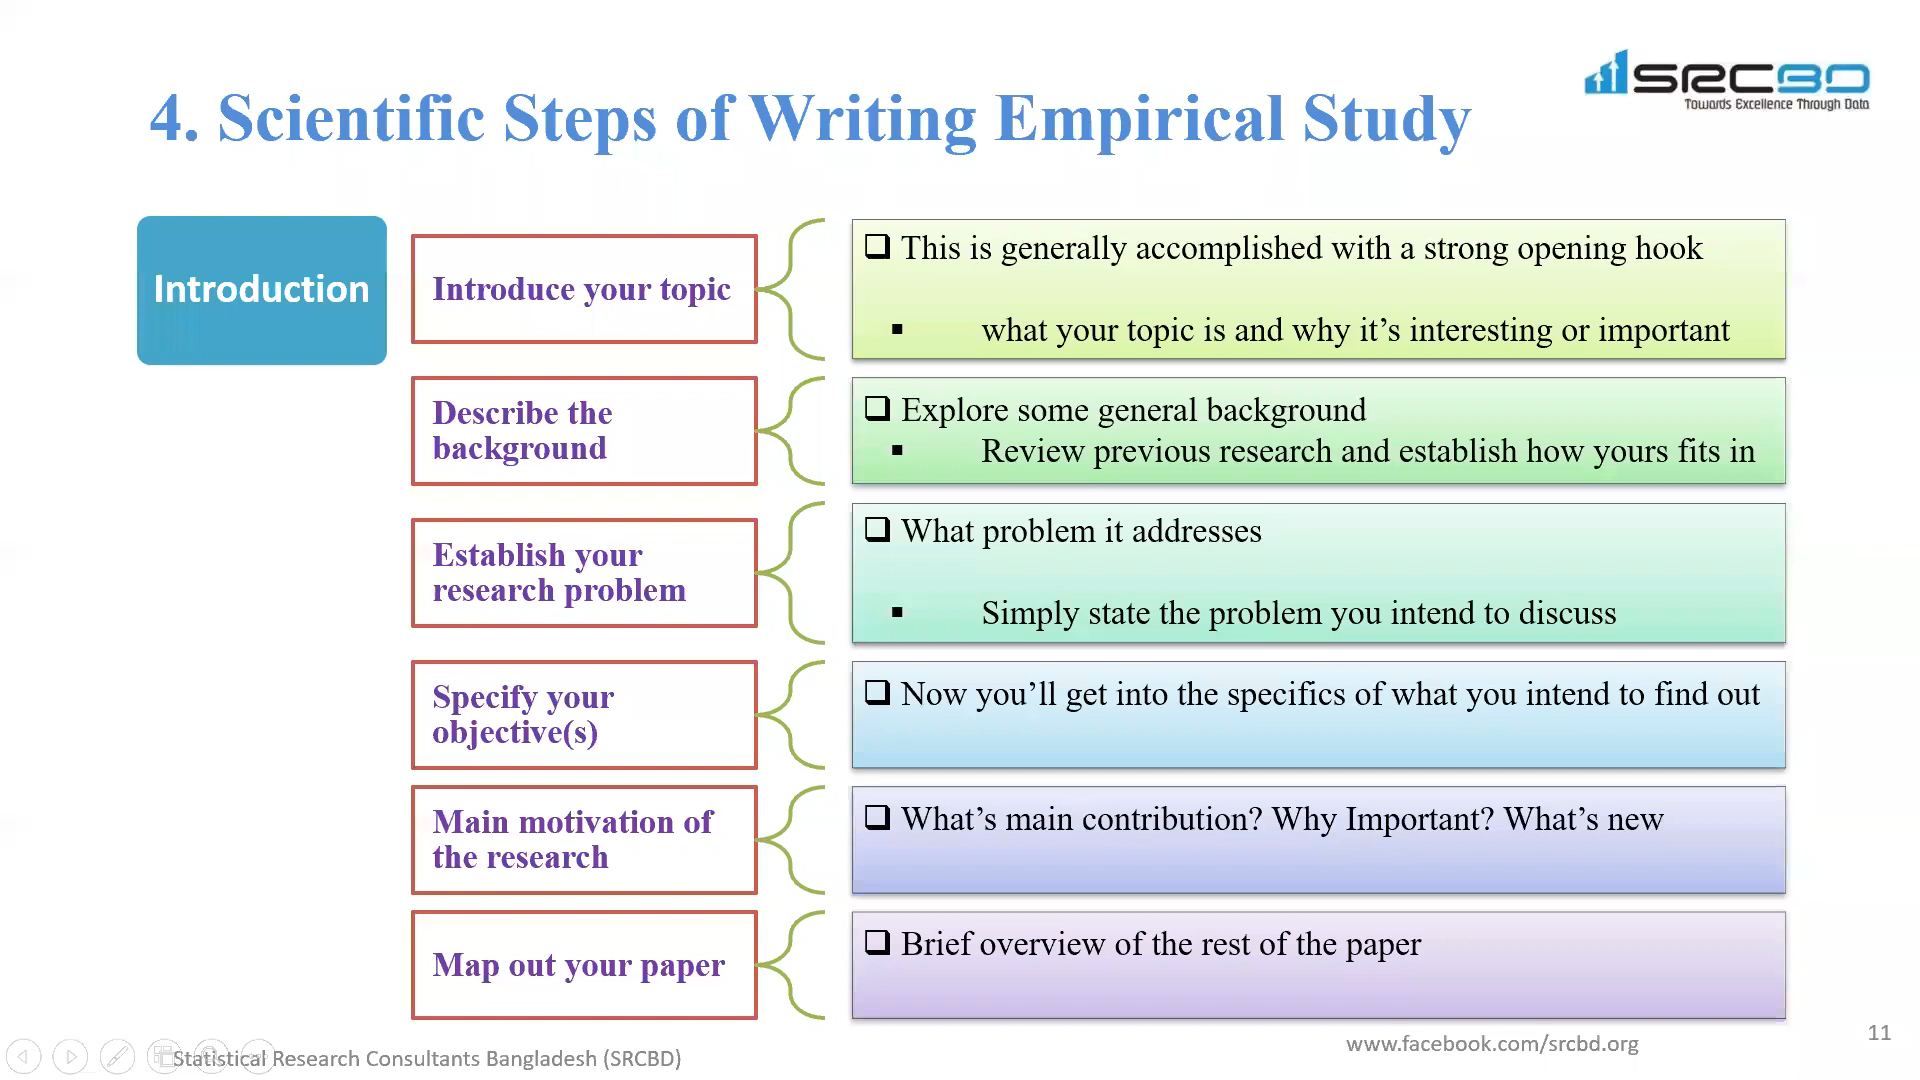 SRCBD
Towards Excellence Through Data
4. Scientific Steps of Writing Empirical Study
Introduction
Introduce your topic
❑ This is generally accomplished with a strong opening hook
▪ what your topic is and why it’s interesting or important
Describe the
background
❑ Explore some general background
▪ Review previous research and establish how yours fits in
Establish your
research problem
❑ What problem it addresses
▪ Simply state the problem you intend to discuss
Specify your
objective(s)
❑ Now you’ll get into the specifics of what you intend to find out
Main motivation of
the research
❑ What’s main contribution? Why Important? What’s new
Map out your paper
❑ Brief overview of the rest of the paper
Statistical Research Consultants Bangladesh (SRCBD)
www.facebook.com/srcbd.org
11